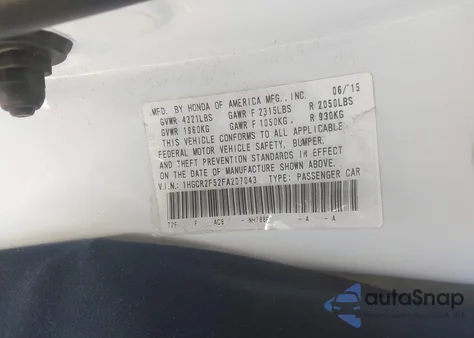 MFD. BY HONDA OF AMERICA MFG., INC. 06/15
GVWR 4321LBS GAWR F 2315LBS R 2050LBS
GVWR 1960KG GAWR F 1050KG R 930KG
THIS VEHICLE CONFORMS TO ALL APPLICABLE
FEDERAL MOTOR VEHICLE SAFETY, BUMPER,
AND THEFT PREVENTION STANDARDS IN EFFECT
ON THE DATE OF MANUFACTURE SHOWN ABOVE.
V.I.N.: 1HGCR2F52FA207043 TYPE: PASSENGER CAR
F AC9 - A - A
autoSnap